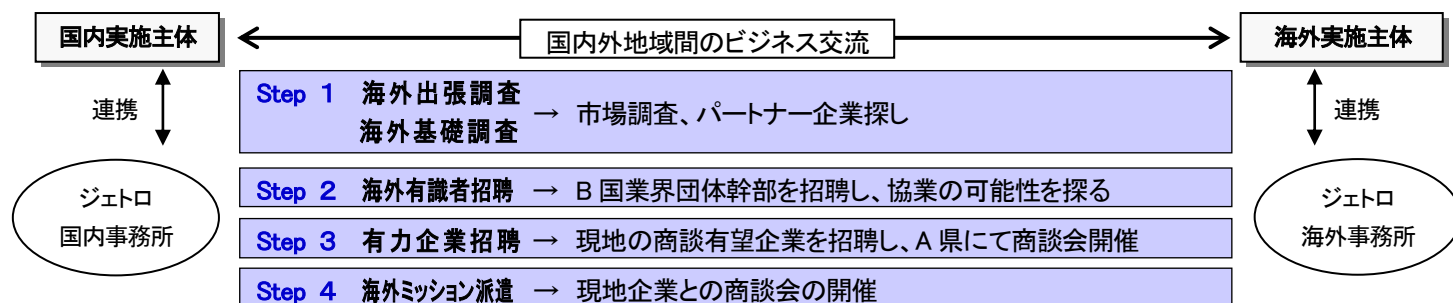 国内実施主体
国内外地域間のビジネス交流
海外実施主体
連携
連携
Step 1 海外出張調査
海外基礎調査
→ 市場調査、パートナー企業探し
Step 2 海外有識者招聘 → B 国業界団体幹部を招聘し、協業の可能性を探る
Step 3 有力企業招聘 → 現地の商談有望企業を招聘し、A 県にて商談会開催
Step 4 海外ミッション派遣 → 現地企業との商談会の開催
ジェトロ
国内事務所
ジェトロ
海外事務所